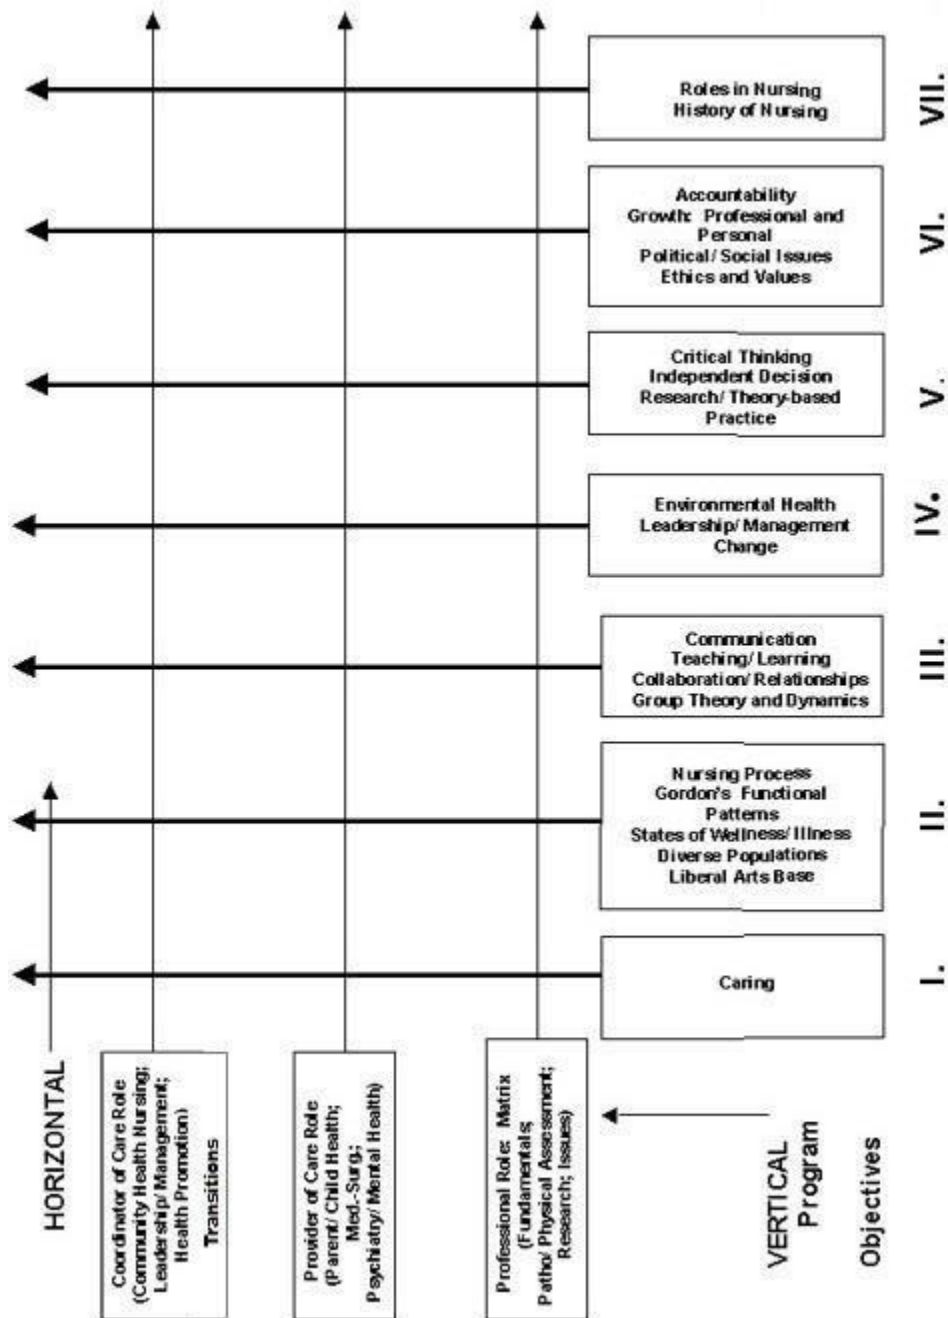 Roles in Nursing
History of Nursing
VII.
Accountability
Growth: Professional and
Personal
Political/ Social Issues
Ethics and Values
VI.
Critical Thinking
Independent Decision
Research/ Theory-based
Practice
V.
Environmental Health
Leadership/ Management
Change
IV.
Communication
Teaching/ Learning
Collaboration/ Relationships
Group Theory and Dynamics
III.
Nursing Process
Gordon's Functional
Patterns
States of Wellness/ Illness
Diverse Populations
Liberal Arts Base
II.
Caring
I.
HORIZONTAL
Coordinator of Care Role
(Community Health Nursing;
Leadership/ Management;
Health Promotion)
Transitions
Provider of Care Role
(Parent/ Child Health;
Med.-Surg.;
Psychiatry/ Mental Health)
Professional Role: Matrix
(Fundamentals;
Patho/ Physical Assessment;
Research; Issues)
VERTICAL
Program
Objectives